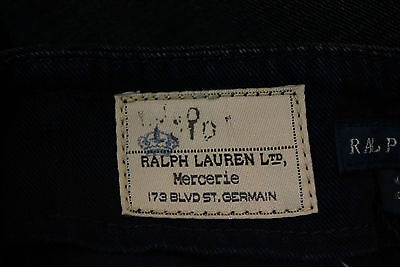 RALPH LAUREN LTD,
Mercerie
173 BLVD ST. GERMAIN
RALP